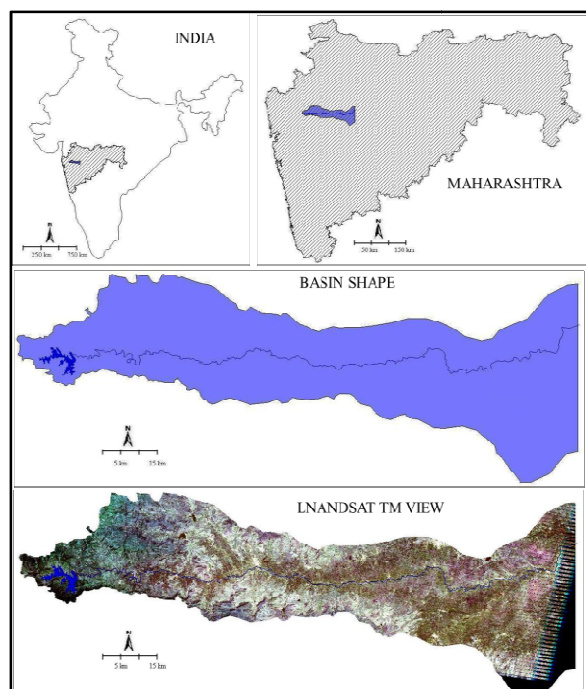 INDIA
N
250 km 750 km
MAHARASHTRA
N
50 km 150 km
BASIN SHAPE
N
5 km 15 km
LNANDSAT TM VIEW
N
5 km 15 km